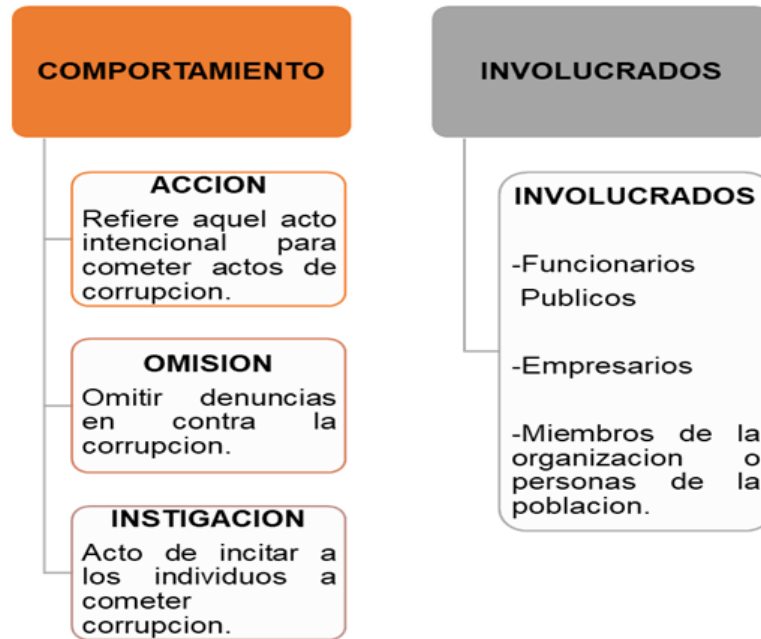 COMPORTAMIENTO
ACCION
Refiere aquel acto
intencional para
cometer actos de
corrupcion.
OMISION
Omitir denuncias
en contra la
corrupcion.
INSTIGACION
Acto de incitar a
los individuos a
cometer
corrupcion.
INVOLUCRADOS
INVOLUCRADOS
-Funcionarios
Publicos
-Empresarios
-Miembros de la
organizacion o
personas de la
poblacion.